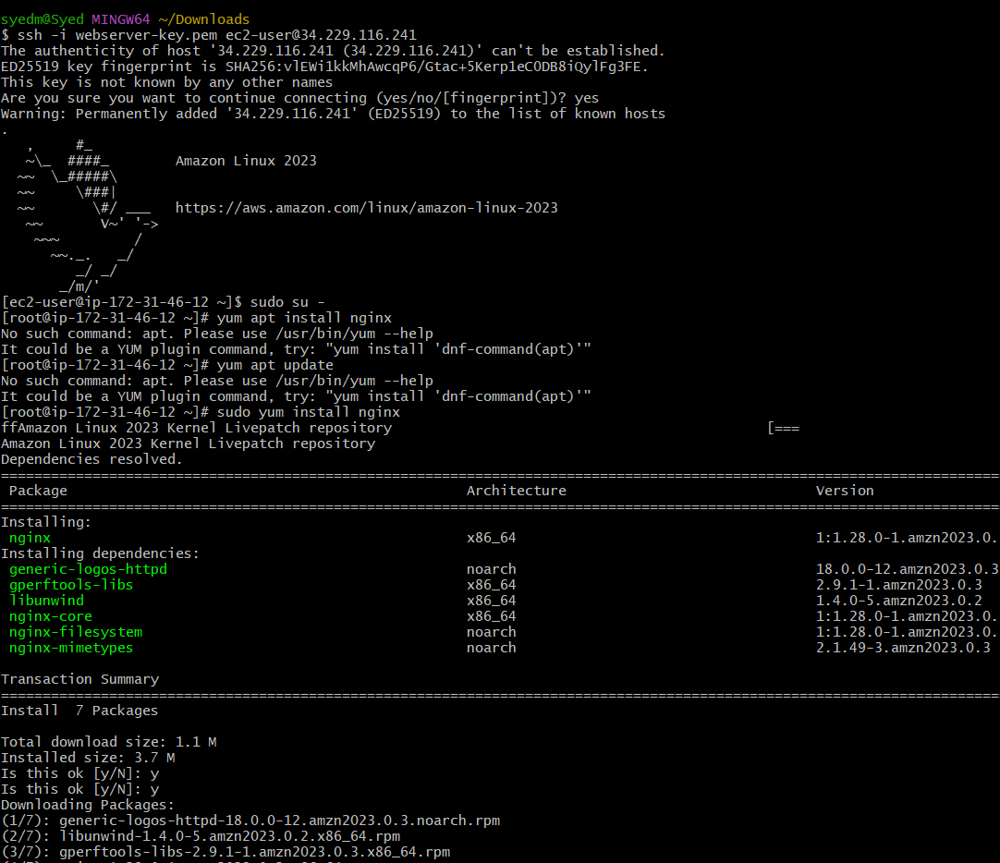 syedm@Syed MINGW64 ~/Downloads
$ ssh -i webserver-key.pem ec2-user@34.229.116.241
The authenticity of host '34.229.116.241 (34.229.116.241)' can't be established.
ED25519 key fingerprint is SHA256:vlEWi1kkMhAwcqP6/Gtac+5Kerp1eC0DB8iQylFg3FE.
This key is not known by any other names
Are you sure you want to continue connecting (yes/no/[fingerprint])? yes
Warning: Permanently added '34.229.116.241' (ED25519) to the list of known hosts
.
   ,     #_
   ~\_  ####_        Amazon Linux 2023
  ~~  \_#####\
  ~~     \###|
  ~~       \#/ ___   https://aws.amazon.com/linux/amazon-linux-2023
   ~~       V~' '->
    ~~~         /
      ~~._.   _/
         _/ _/
       _/m/'
[ec2-user@ip-172-31-46-12 ~]$ sudo su -
[root@ip-172-31-46-12 ~]# yum apt install nginx
No such command: apt. Please use /usr/bin/yum --help
It could be a YUM plugin command, try: "yum install 'dnf-command(apt)'"
[root@ip-172-31-46-12 ~]# yum apt update
No such command: apt. Please use /usr/bin/yum --help
It could be a YUM plugin command, try: "yum install 'dnf-command(apt)'"
[root@ip-172-31-46-12 ~]# sudo yum install nginx
ffAmazon Linux 2023 Kernel Livepatch repository                                             [===
Amazon Linux 2023 Kernel Livepatch repository
Dependencies resolved.
========================================================================================================================
 Package                                                Architecture                              Version
========================================================================================================================
Installing:
 nginx                                                  x86_64                                    1:1.28.0-1.amzn2023.0.
Installing dependencies:
 generic-logos-httpd                                    noarch                                    18.0.0-12.amzn2023.0.3
 gperftools-libs                                        x86_64                                    2.9.1-1.amzn2023.0.3
 libunwind                                              x86_64                                    1.4.0-5.amzn2023.0.2
 nginx-core                                             x86_64                                    1:1.28.0-1.amzn2023.0.
 nginx-filesystem                                       noarch                                    1:1.28.0-1.amzn2023.0.
 nginx-mimetypes                                        noarch                                    2.1.49-3.amzn2023.0.3

Transaction Summary
========================================================================================================================
Install  7 Packages

Total download size: 1.1 M
Installed size: 3.7 M
Is this ok [y/N]: y
Is this ok [y/N]: y
Downloading Packages:
(1/7): generic-logos-httpd-18.0.0-12.amzn2023.0.3.noarch.rpm
(2/7): libunwind-1.4.0-5.amzn2023.0.2.x86_64.rpm
(3/7): gperftools-libs-2.9.1-1.amzn2023.0.3.x86_64.rpm